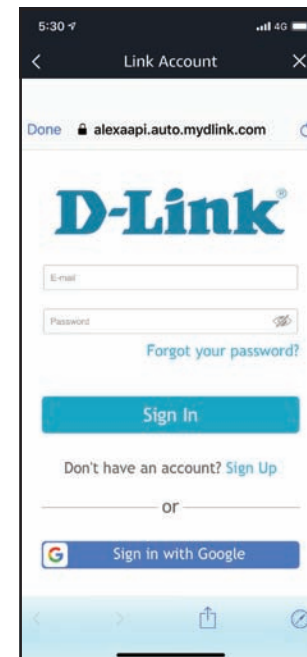 5:30 4G
Link Account
Done alexaapi.auto.mydlink.com
D-Link®
E-mail
Password
Forgot your password?
Sign In
Don't have an account? Sign Up
or
G Sign in with Google